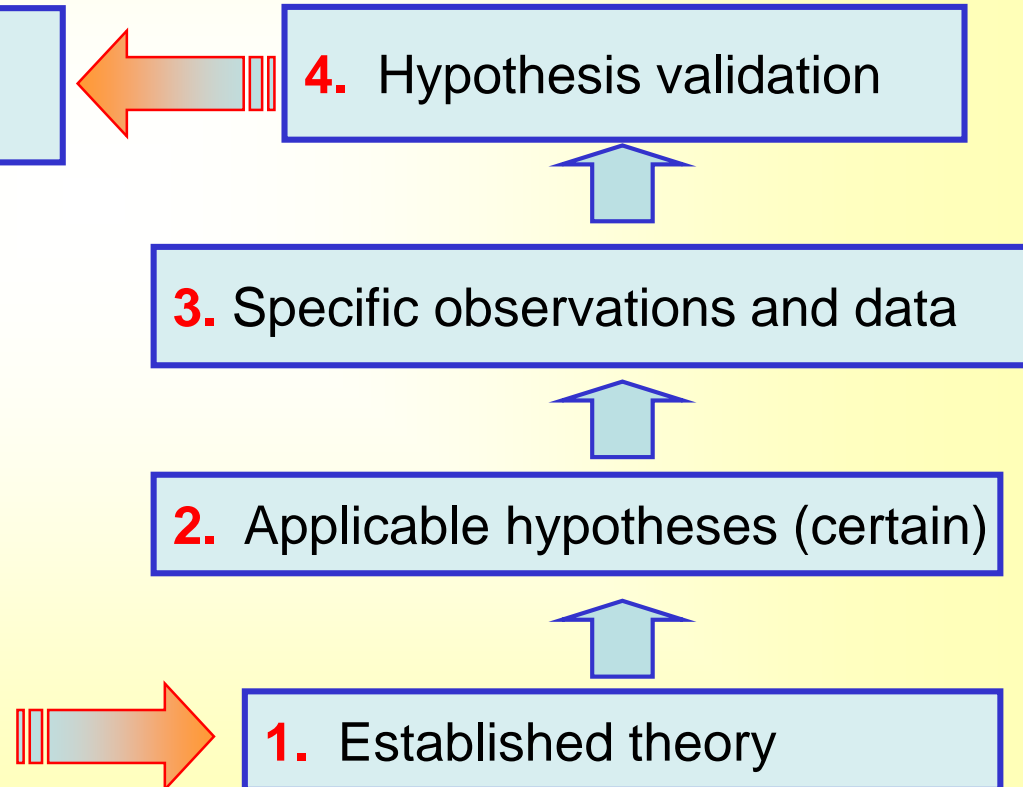 4. Hypothesis validation
3. Specific observations and data
2. Applicable hypotheses (certain)
1. Established theory